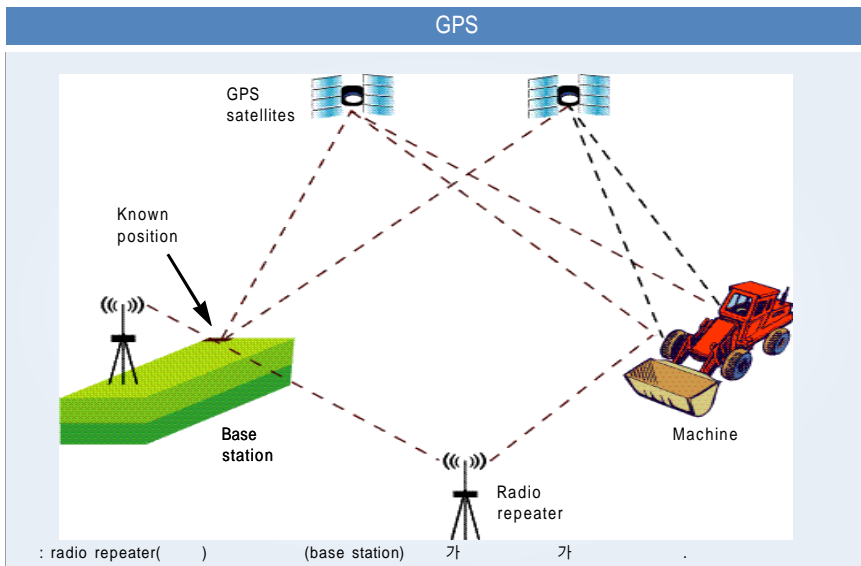 GPS
GPS
satellites
Known
position
Base
station
Machine
Radio
repeater
: radio repeater( ) (base station) 가 가 .